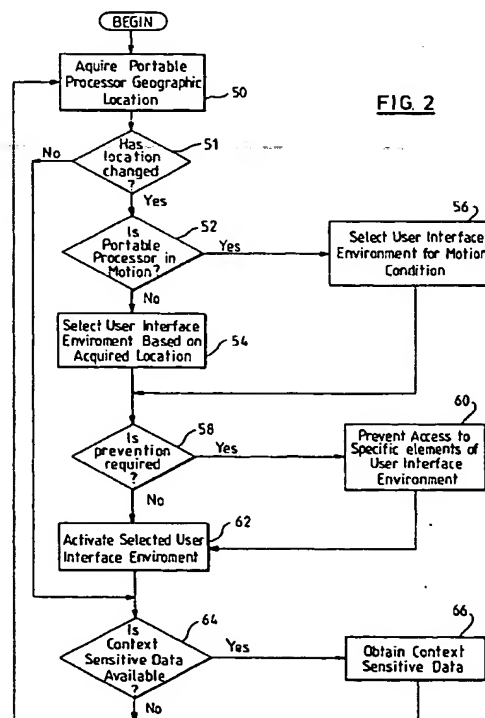 BEGIN
Aquire Portable
Processor Geographic
Location
50
FIG. 2
Has
location
changed
?
51
No
Yes
Is
Portable
Processor in
Motion?
52
Yes
No
Select User Interface
Environment for Motion
Condition
56
Select User Interface
Enviroment Based on
Acquired Location
54
Is
prevention
required
?
58
Yes
No
Prevent Access to
Specific elements of
User Interface
Environment
60
Activate Selected User
Interface Enviroment
62
Is
Context
Sensitive Data
Available
?
64
Yes
No
Obtain Context
Sensitive Data
66